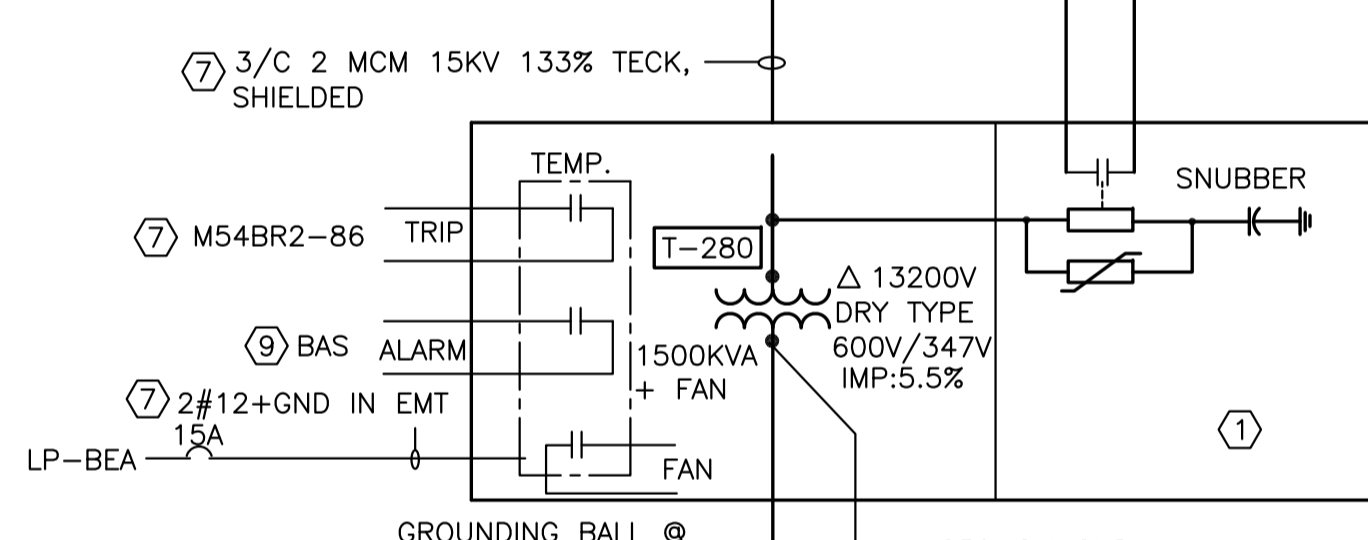 7 3/C 2 MCM 15KV 133% TECK,
SHIELDED
TEMP.
SNUBBER
7 M54BR2-86 TRIP
T-280
Δ 13200V
DRY TYPE
600V/347V
IMP:5.5%
9 BAS ALARM
1500KVA
+ FAN
7 2#12+GND IN EMT
15A
1
LP-BEA
FAN
GROUNDING BALL @